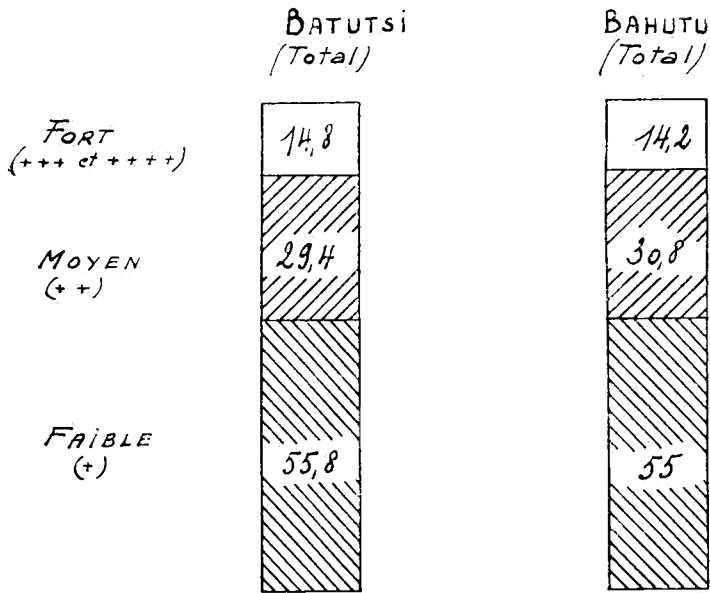 BATUTSI
(Total)
BAHUTU
(Total)
FORT
(+++ et ++++)
14,8
14,2
MOYEN
(++)
29,4
30,8
FAIBLE
(+)
55,8
55